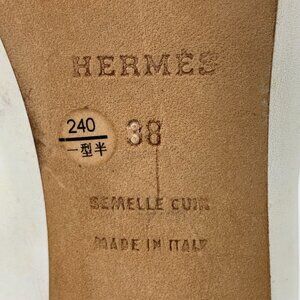 HERMES
240
一型半
38
SEMELLE CUIR
MADE IN ITALY